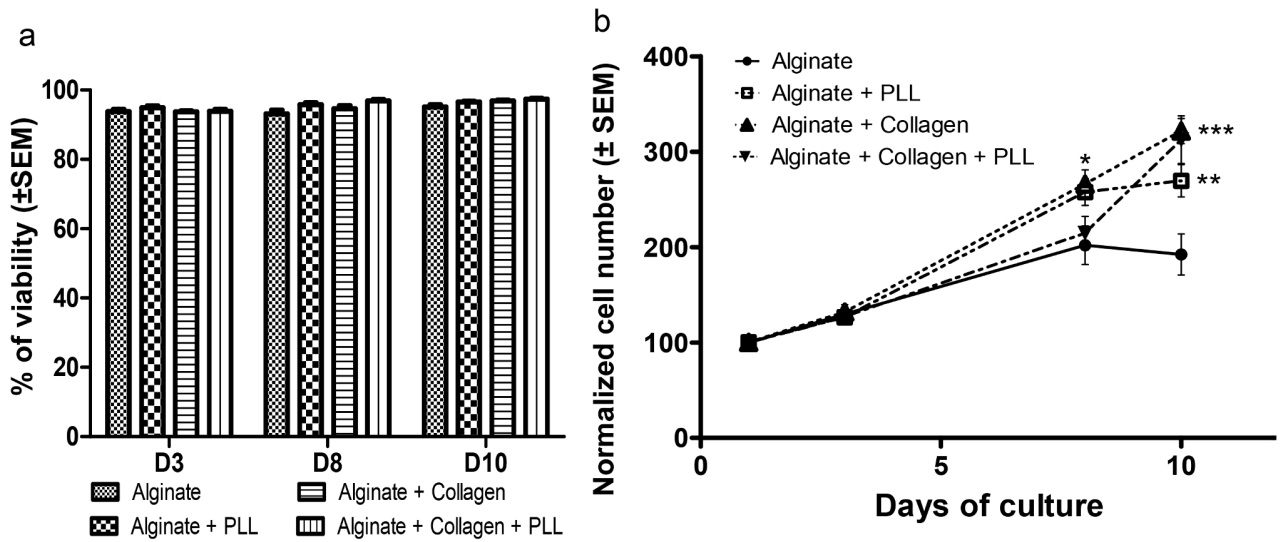 a
% of viability (±SEM)
100
80
60
40
20
0
D3
D8
D10
Alginate
Alginate + Collagen
Alginate + PLL
Alginate + Collagen + PLL
b
Normalized cell number (± SEM)
400
300
200
100
0
Alginate
Alginate + PLL
Alginate + Collagen
Alginate + Collagen + PLL
*
***
**
0
5
10
Days of culture